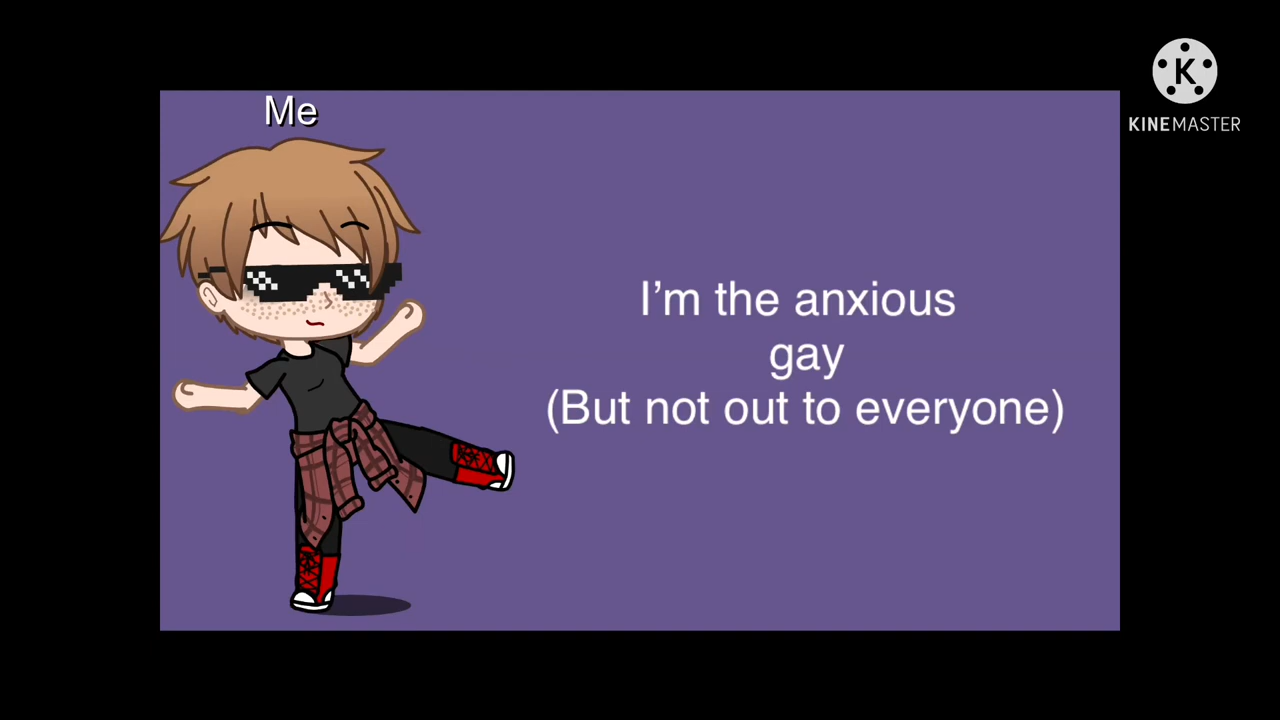 Me
K
KINEMASTER
I'm the anxious
gay
(But not out to everyone)